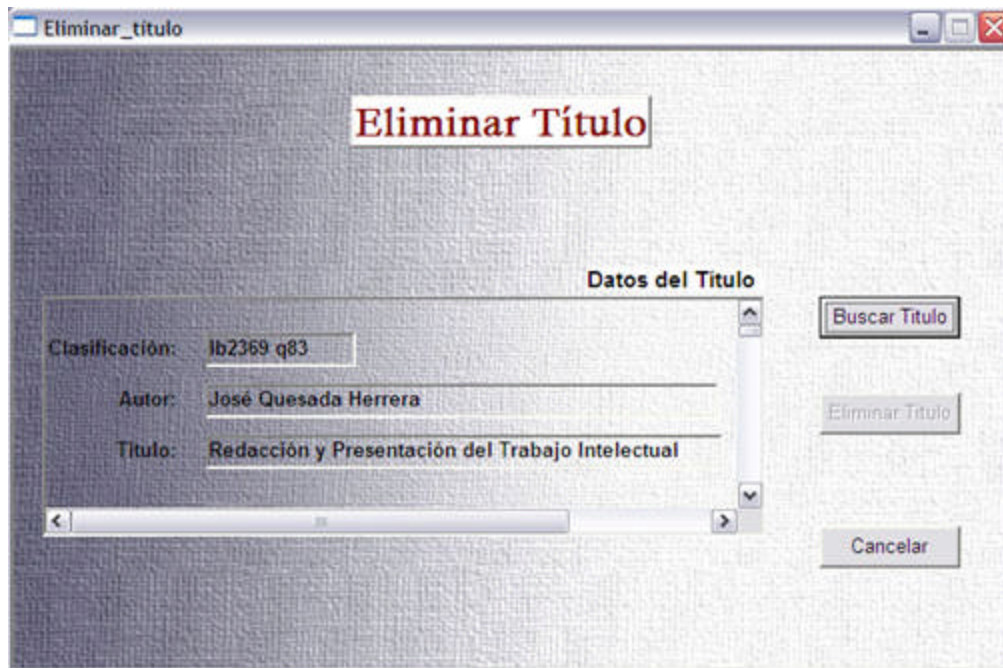 Eliminar_título
Eliminar Título
Datos del Titulo
Clasificación: lb2369 q83
Autor: José Quesada Herrera
Titulo: Redacción y Presentación del Trabajo Intelectual
Buscar Titulo
Eliminar Titulo
Cancelar